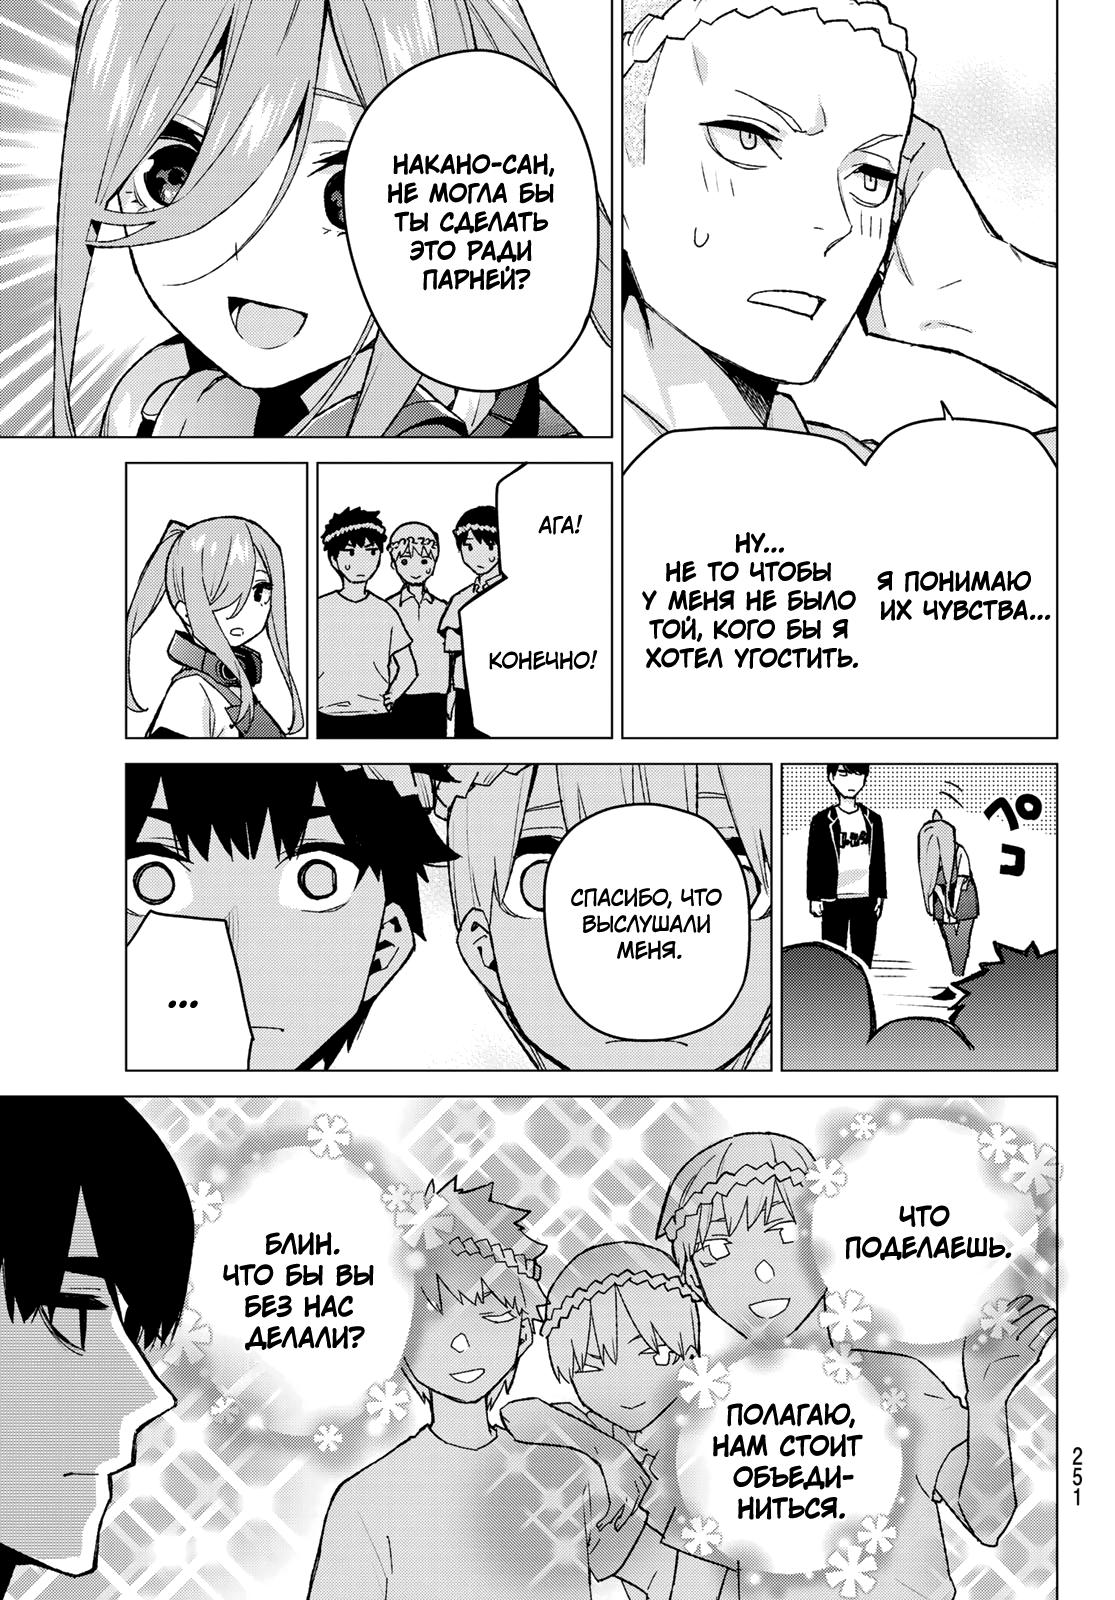 Я ПОНИМАЮ
ИХ ЧУВСТВА...
НУ...
НЕ ТО ЧТОБЫ
У МЕНЯ НЕ БЫЛО
ТОЙ, КОГО БЫ Я
ХОТЕЛ УГОСТИТЬ.
НАКАНО-САН,
НЕ МОГЛА БЫ
ТЫ СДЕЛАТЬ
ЭТО РАДИ
ПАРНЕЙ?
АГА!
КОНЕЧНО!
ペコ
СПАСИБО, ЧТО
ВЫСЛУШАЛИ
МЕНЯ.
...
ЧТО
ПОДЕЛАЕШЬ.
ПОЛАГАЮ,
НАМ СТОИТ
ОБЪЕДИ-
НИТЬСЯ.
БЛИН.
ЧТО БЫ ВЫ
БЕЗ НАС
ДЕЛАЛИ?
251